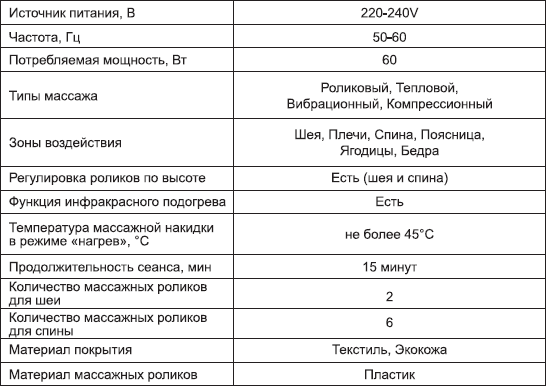 Источник питания, В 220-240V
Частота, Гц 50-60
Потребляемая мощность, Вт 60
Типы массажа Роликовый, Тепловой,
Вибрационный, Компрессионный
Зоны воздействия Шея, Плечи, Спина, Поясница,
Ягодицы, Бедра
Регулировка роликов по высоте Есть (шея и спина)
Функция инфракрасного подогрева Есть
Температура массажной накидки
в режиме «нагрев», °С не более 45°С
Продолжительность сеанса, мин 15 минут
Количество массажных роликов
для шеи 2
Количество массажных роликов
для спины 6
Материал покрытия Текстиль, Экокожа
Материал массажных роликов Пластик